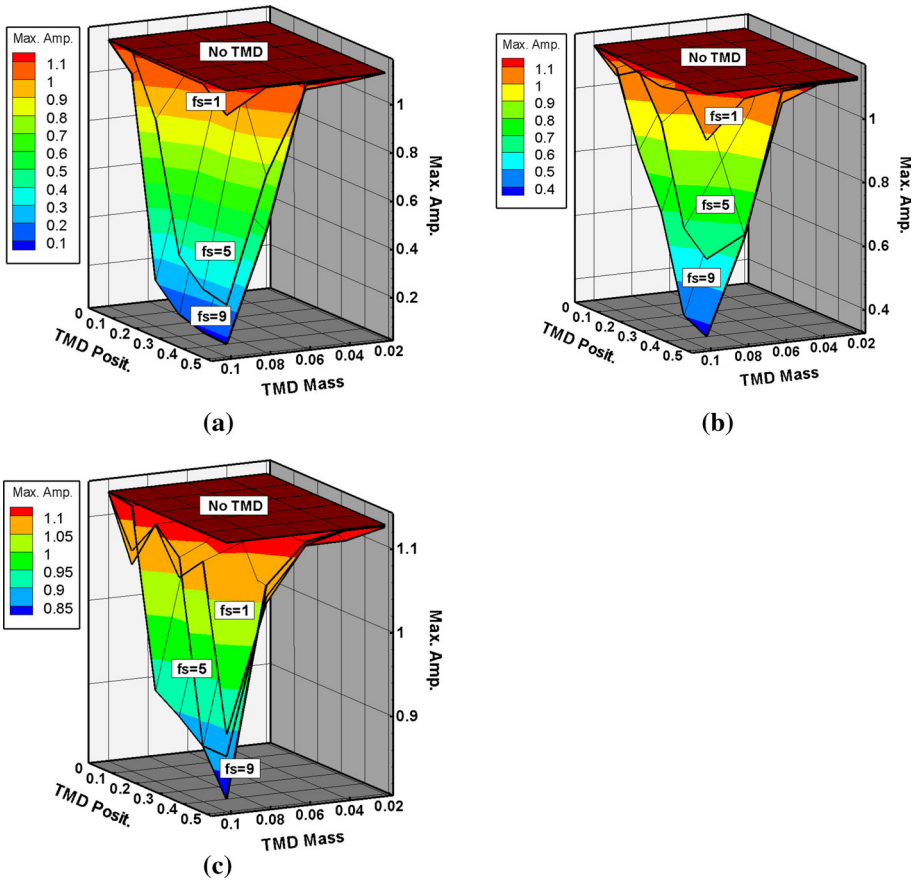 Max. Amp.
1.1
1
0.9
0.8
0.7
0.6
0.5
0.4
0.3
0.2
0.1
No TMD
fs=1
fs=5
fs=9
1
0.8
0.6
0.4
0.2
Max. Amp.
0
0.1
0.2
0.3
0.4
0.5
TMD Posit.
0.1
0.08
0.06
0.04
0.02
TMD Mass
(a)
Max. Amp.
1.1
1
0.9
0.8
0.7
0.6
0.5
0.4
No TMD
fs=1
fs=5
fs=9
1
0.8
0.6
0.4
Max. Amp.
0
0.1
0.2
0.3
0.4
0.5
TMD Posit.
0.1
0.08
0.06
0.04
0.02
TMD Mass
(b)
Max. Amp.
1.1
1.05
1
0.95
0.9
0.85
No TMD
fs=1
fs=5
fs=9
1.1
1
0.9
Max. Amp.
0
0.1
0.2
0.3
0.4
0.5
TMD Posit.
0.1
0.08
0.06
0.04
0.02
TMD Mass
(c)